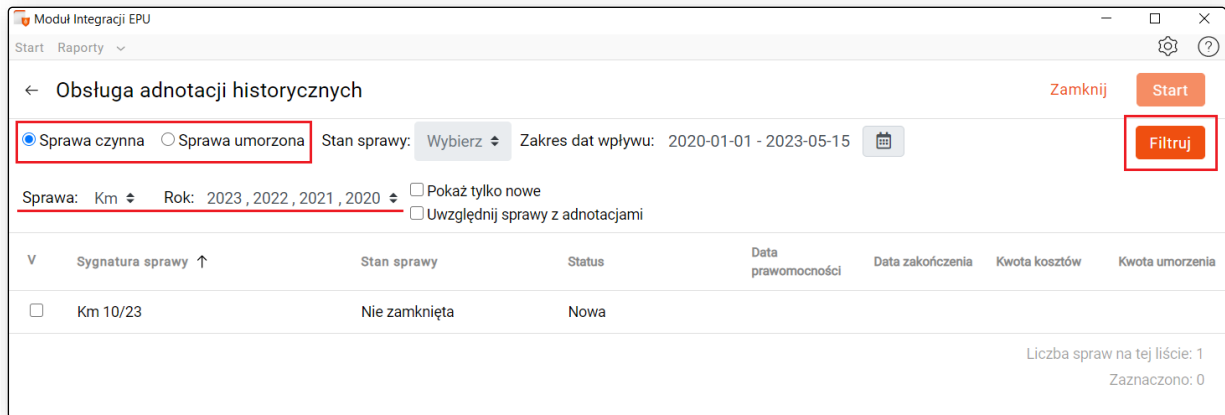 Moduł Integracji EPU
Start Raporty
Obsługa adnotacji historycznych
Zamknij
Start
Sprawa czynna Sprawa umorzona Stan sprawy: Wybierz Zakres dat wpływu: 2020-01-01 - 2023-05-15
Filtruj
Sprawa: Km Rok: 2023 , 2022 , 2021 , 2020
Pokaż tylko nowe
Uwzględnij sprawy z adnotacjami
V Sygnatura sprawy ↑ Stan sprawy Status Data prawomocności Data zakończenia Kwota kosztów Kwota umorzenia
Km 10/23 Nie zamknięta Nowa
Liczba spraw na tej liście: 1
Zaznaczono: 0